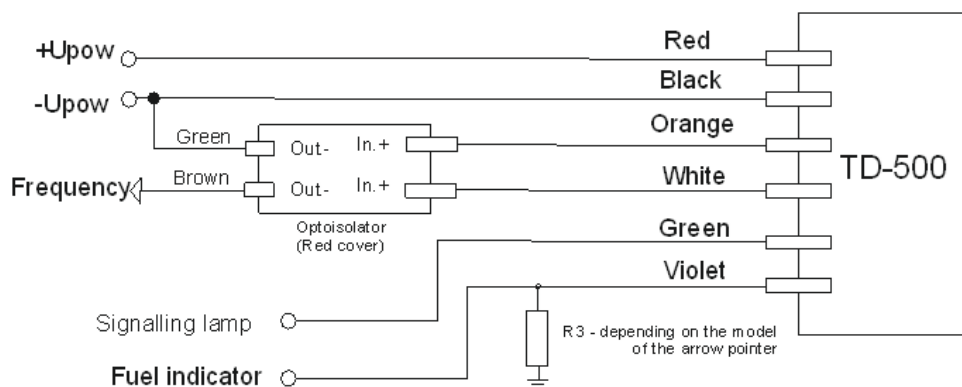 +Upow
Red
-Upow
Black
Orange
Green
Out-
In.+
TD-500
Frequency
Brown
Out-
In.+
White
Optoisolator
(Red cover)
Green
Violet
Signalling lamp
R3 - depending on the model
of the arrow pointer
Fuel indicator